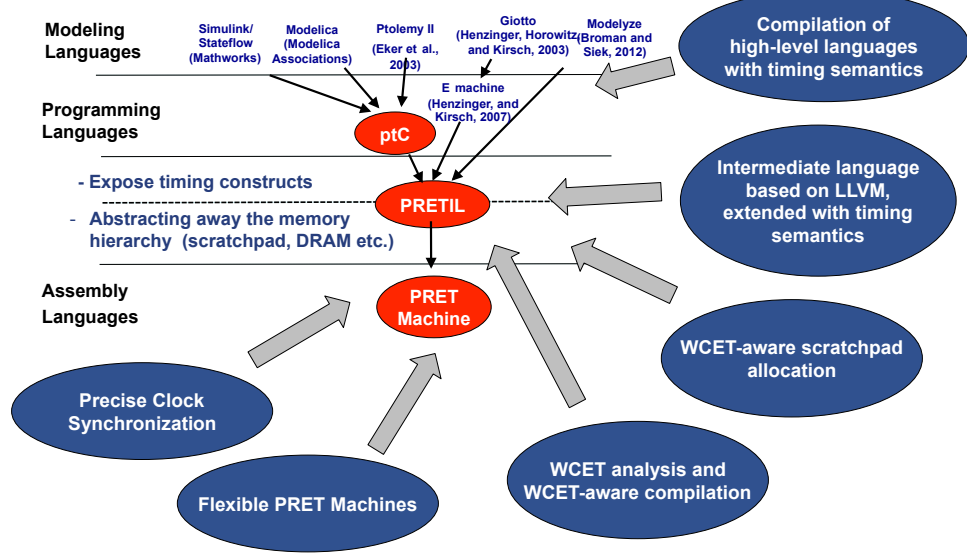 Modeling
Languages
Simulink/
Stateflow
(Mathworks)
Modelica
(Modelica
Associations)
Ptolemy II
(Eker et al.,
2003)
Giotto
(Henzinger, Horowitz
and Kirsch, 2003)
Modelyze
(Broman and
Siek, 2012)
Compilation of
high-level languages
with timing semantics
E machine
(Henzinger, and
Kirsch, 2007)
Programming
Languages
ptC
- Expose timing constructs
PRETIL
- Abstracting away the memory
hierarchy (scratchpad, DRAM etc.)
Intermediate language
based on LLVM,
extended with timing
semantics
Assembly
Languages
PRET
Machine
WCET-aware scratchpad
allocation
Precise Clock
Synchronization
WCET analysis and
WCET-aware compilation
Flexible PRET Machines